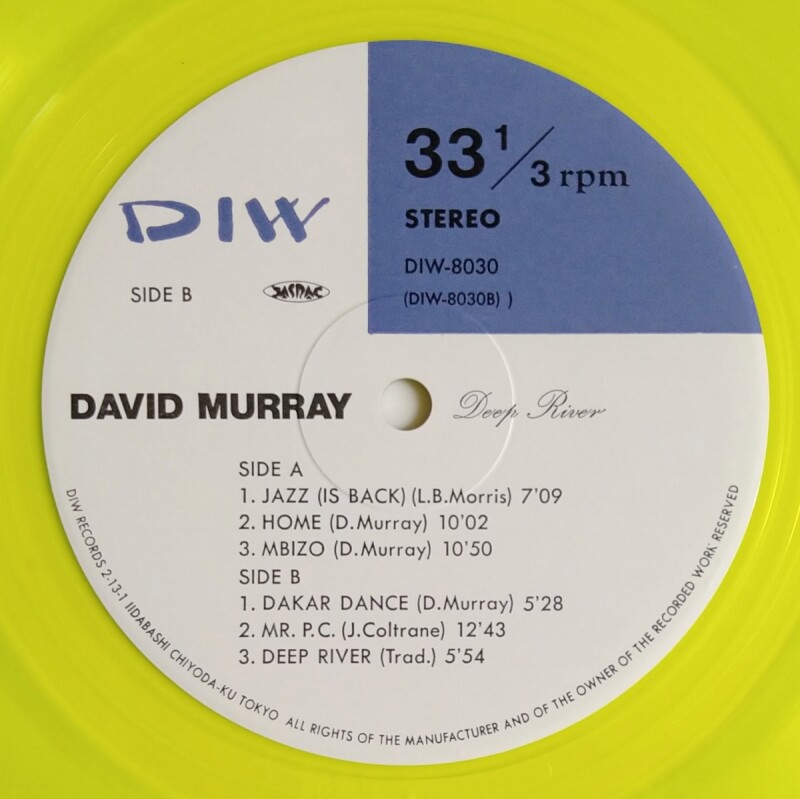 33 1/3 rpm
STEREO
DIW-8030
(DIW-8030B) )
DIW
SIDE B
JASRAC
DAVID MURRAY
Deep River
SIDE A
1. JAZZ (IS BACK) (L.B.Morris) 7'09
2. HOME (D.Murray) 10'02
3. MBIZO (D.Murray) 10'50
SIDE B
1. DAKAR DANCE (D.Murray) 5'28
2. MR. P.C. (J.Coltrane) 12'43
3. DEEP RIVER (Trad.) 5'54
DIW RECORDS 2-13-1 IIDABASHI CHIYODA-KU TOKYO ALL RIGHTS OF THE MANUFACTURER AND OF THE OWNER OF THE RECORDED WORK RESERVED